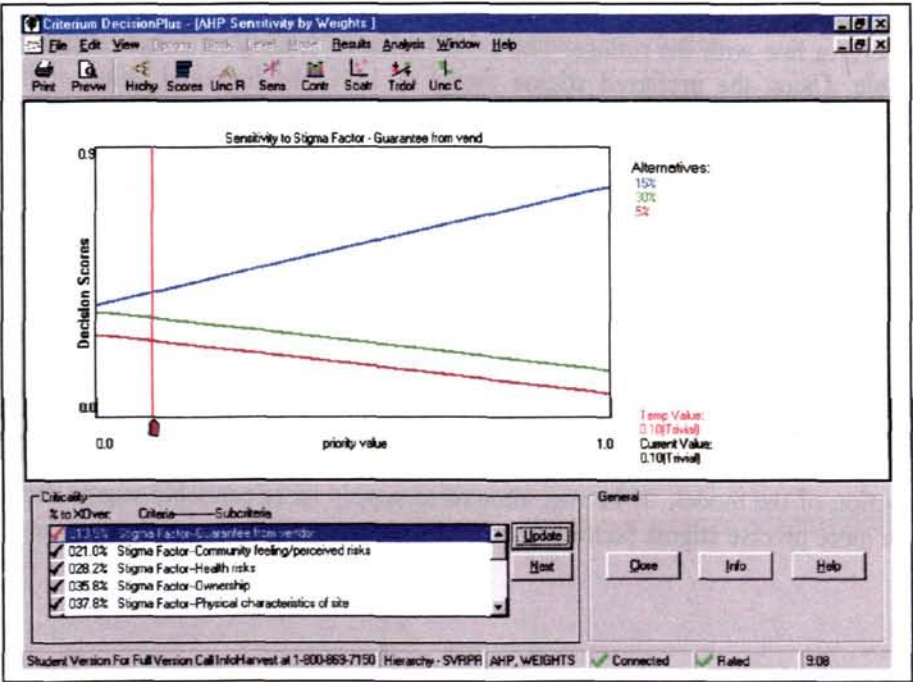 Criterium DecisionPlus - [AHP Sensitivity by Weights ]
File Edit View Options Block Level Model Results Analysis Window Help
Print Prevw Hrchy Scores Unc R Sens Contr Scatr Trdof Unc C
Sensitivity to Stigma Factor - Guarantee from vend
0.9
Decision Scores
0.0
0.0 priority value 1.0
Alternatives:
15%
30%
5%
Temp Value:
0.10(Trivial)
Current Value:
0.10(Trivial)
Criticality
% to XOver: Criteria-----------Subcriteria
013.9% Stigma Factor--Guarantee from vendor
021.0% Stigma Factor--Community feeling/perceived risks
028.2% Stigma Factor--Health risks
035.8% Stigma Factor--Ownership
037.8% Stigma Factor--Physical characteristics of site
Update
Next
General
Close Info Help
Student Version For Full Version Call InfoHarvest at 1-800-869-7150 Hierarchy - SVRIPR AHP, WEIGHTS Connected Rated 9:08